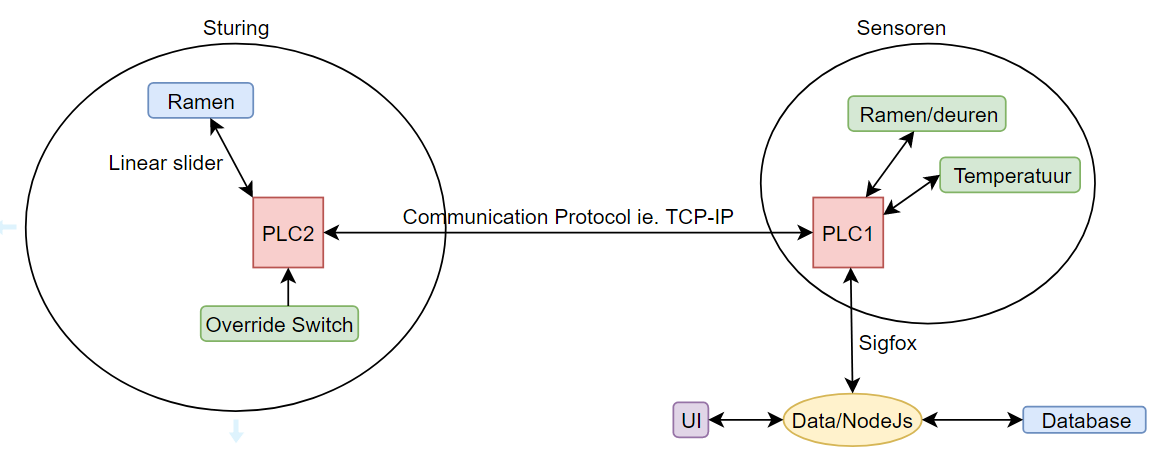 Sturing
Sensoren
Ramen
Ramen/deuren
Linear slider
Temperatuur
Communication Protocol ie. TCP-IP
PLC2
PLC1
Override Switch
Sigfox
UI
Data/NodeJs
Database